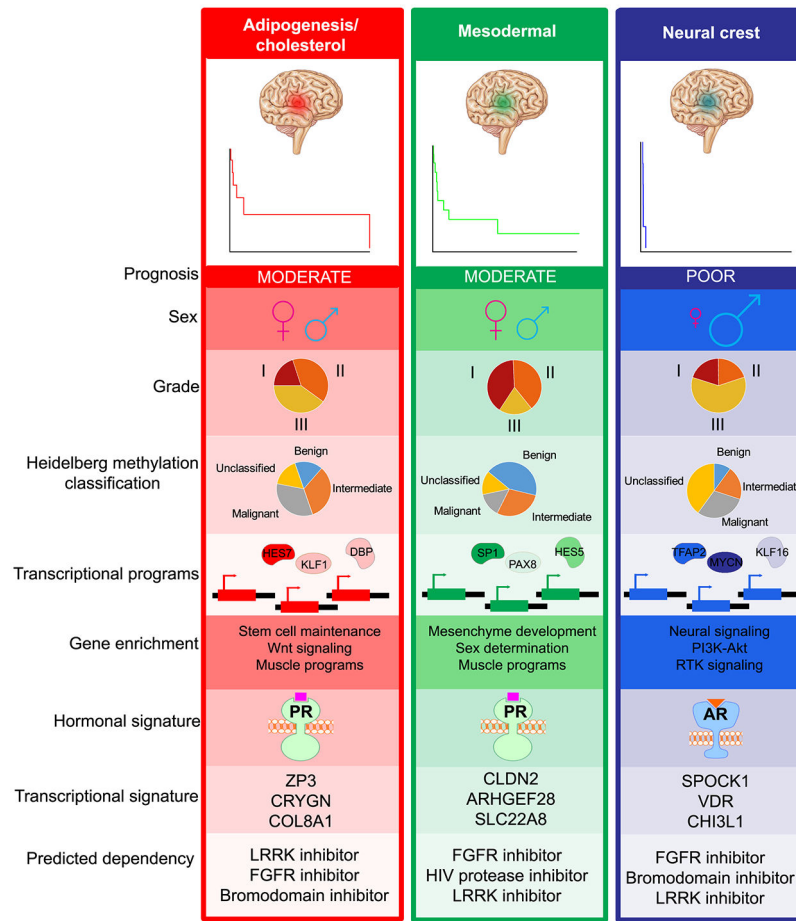 Adipogenesis/
cholesterol
Mesodermal
Neural crest
Prognosis
MODERATE
MODERATE
POOR
Sex
Grade
I
II
III
I
II
III
I
II
III
Heidelberg methylation
classification
Benign
Unclassified
Intermediate
Malignant
Benign
Unclassified
Malignant
Intermediate
Benign
Unclassified
Intermediate
Malignant
Transcriptional programs
HES7
KLF1
DBP
SP1
PAX8
HES5
TFAP2
MYCN
KLF16
Gene enrichment
Stem cell maintenance
Wnt signaling
Muscle programs
Mesenchyme development
Sex determination
Muscle programs
Neural signaling
PI3K-Akt
RTK signaling
Hormonal signature
PR
PR
AR
Transcriptional signature
ZP3
CRYGN
COL8A1
CLDN2
ARHGEF28
SLC22A8
SPOCK1
VDR
CHI3L1
Predicted dependency
LRRK inhibitor
FGFR inhibitor
Bromodomain inhibitor
FGFR inhibitor
HIV protease inhibitor
LRRK inhibitor
FGFR inhibitor
Bromodomain inhibitor
LRRK inhibitor